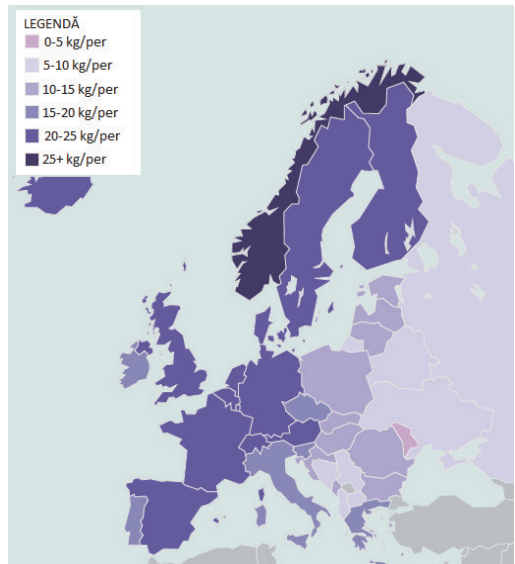 LEGENDĂ
0-5 kg/per
5-10 kg/per
10-15 kg/per
15-20 kg/per
20-25 kg/per
25+ kg/per